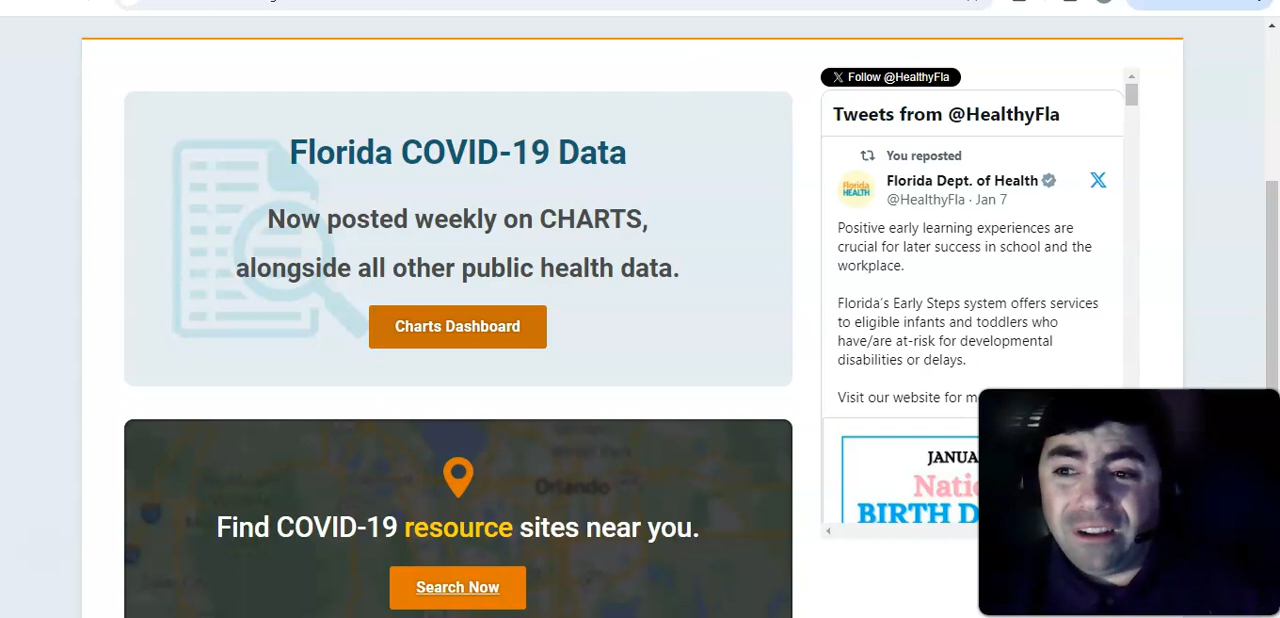 Florida COVID-19 Data
Now posted weekly on CHARTS,
alongside all other public health data.
Charts Dashboard
Find COVID-19 resource sites near you.
Search Now
Orlando
Follow @HealthyFla
Tweets from @HealthyFla
You reposted
Florida Dept. of Health
@HealthyFla · Jan 7
Florida
HEALTH
Positive early learning experiences are
crucial for later success in school and the
workplace.
Florida’s Early Steps system offers services
to eligible infants and toddlers who
have/are at-risk for developmental
disabilities or delays.
Visit our website for